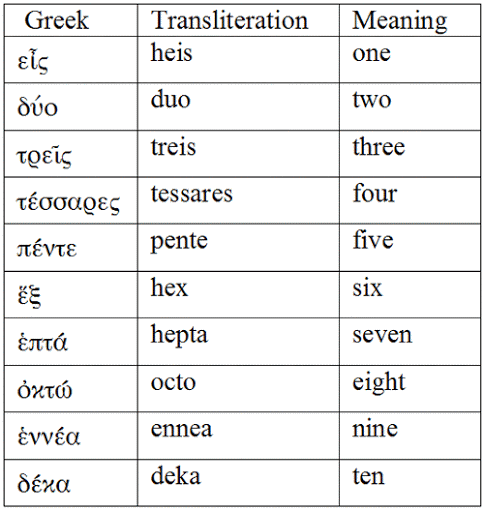 Greek Transliteration Meaning
εἷς heis one
δύο duo two
τρεῖς treis three
τέσσαρες tessares four
πέντε pente five
ἕξ hex six
ἑπτά hepta seven
ὀκτώ octo eight
ἐννέα ennea nine
δέκα deka ten